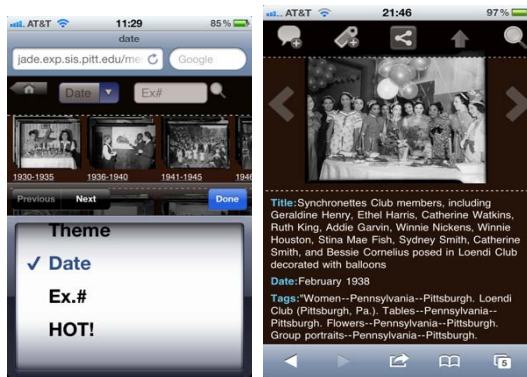 AT&T 11:29 85%
date
jade.exp.sis.pitt.edu/me Google
Date Ex#
1930-1935 1936-1940 1941-1945 194
Previous Next Done
Theme
✓ Date
Ex.#
HOT!
AT&T 21:46 97%
Title:Synchronettes Club members, including
Geraldine Henry, Ethel Harris, Catherine Watkins,
Ruth King, Addie Garvin, Winnie Nickens, Winnie
Houston, Stina Mae Fish, Sydney Smith, Catherine
Smith, and Bessie Cornelius posed in Loendi Club
decorated with balloons
Date:February 1938
Tags:"Women--Pennsylvania--Pittsburgh. Loendi
Club (Pittsburgh, Pa.). Tables--Pennsylvania--
Pittsburgh. Flowers--Pennsylvania--Pittsburgh.
Group portraits--Pennsylvania--Pittsburgh.
5